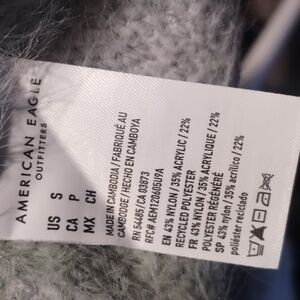 AMERICAN EAGLE
OUTFITTERS
US S
CA P
MX CH
MADE IN CAMBODIA / FABRIQUÉ AU
CAMBODGE / HECHO EN CAMBOYA
RN 54485 / CA 03973
RFC# AEM120605U9A
EN 43% NYLON / 35% ACRYLIC / 22%
RECYCLED POLYESTER
FR 43% NYLON / 35% ACRYLIQUE / 22%
POLYESTER RÉGÉNÉRÉ
SP 43% nylon / 35% acrílico / 22%
poliéster reciclado